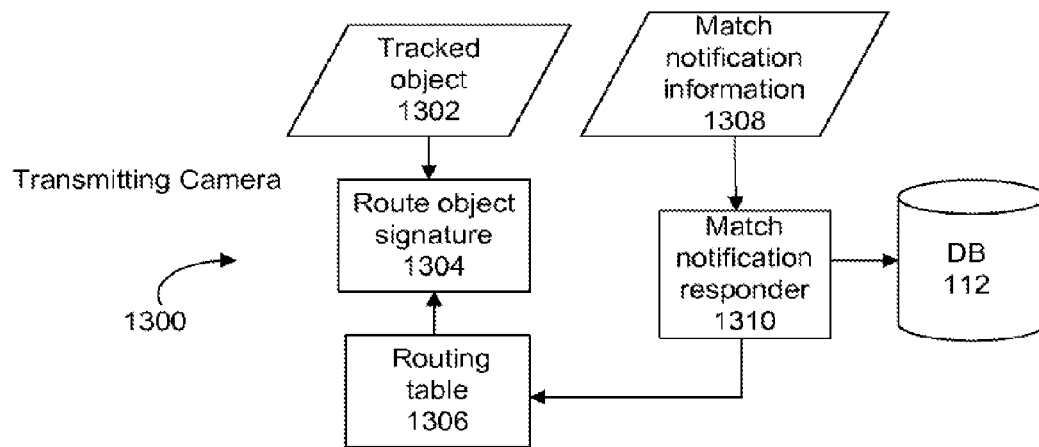 Tracked
object
1302
Match
notification
information
1308
Transmitting Camera
Route object
signature
1304
Match
notification
responder
1310
DB
112
1300
Routing
table
1306